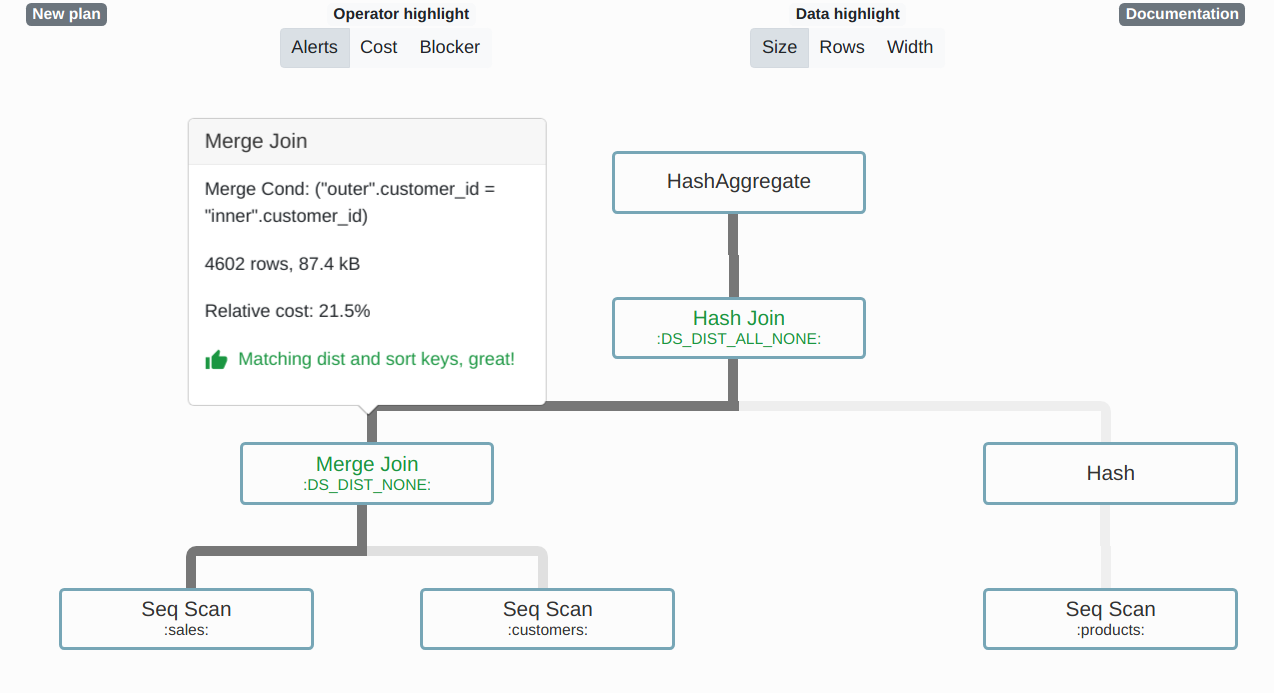 New plan
Operator highlight
Data highlight
Documentation
Alerts Cost Blocker
Size Rows Width
Merge Join
Merge Cond: ("outer".customer_id =
"inner".customer_id)
4602 rows, 87.4 kB
Relative cost: 21.5%
Matching dist and sort keys, great!
HashAggregate
Hash Join
:DS_DIST_ALL_NONE:
Merge Join
:DS_DIST_NONE:
Hash
Seq Scan
:sales:
Seq Scan
:customers:
Seq Scan
:products: